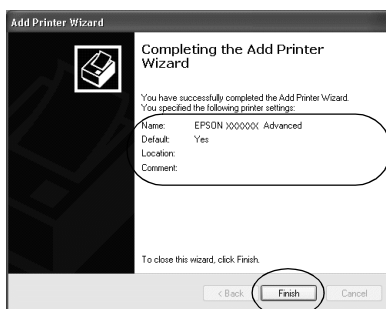 Add Printer Wizard
Completing the Add Printer
Wizard
You have successfully completed the Add Printer Wizard.
You specified the following printer settings:
Name: EPSON XXXXXX Advanced
Default: Yes
Location:
Comment:
To close this wizard, click Finish.
< Back Finish Cancel